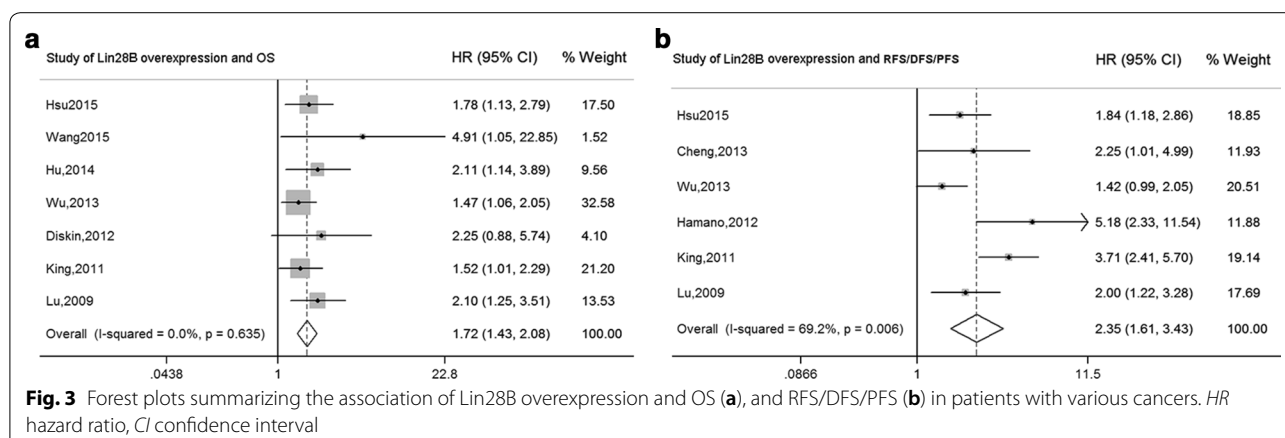 a
Study of Lin28B overexpression and OS HR (95% CI) % Weight
Hsu2015 1.78 (1.13, 2.79) 17.50
Wang2015 4.91 (1.05, 22.85) 1.52
Hu,2014 2.11 (1.14, 3.89) 9.56
Wu,2013 1.47 (1.06, 2.05) 32.58
Diskin,2012 2.25 (0.88, 5.74) 4.10
King,2011 1.52 (1.01, 2.29) 21.20
Lu,2009 2.10 (1.25, 3.51) 13.53
Overall (I-squared = 0.0%, p = 0.635) 1.72 (1.43, 2.08) 100.00
.0438 1 22.8
b
Study of Lin28B overexpression and RFS/DFS/PFS HR (95% CI) % Weight
Hsu2015 1.84 (1.18, 2.86) 18.85
Cheng,2013 2.25 (1.01, 4.99) 11.93
Wu,2013 1.42 (0.99, 2.05) 20.51
Hamano,2012 5.18 (2.33, 11.54) 11.88
King,2011 3.71 (2.41, 5.70) 19.14
Lu,2009 2.00 (1.22, 3.28) 17.69
Overall (I-squared = 69.2%, p = 0.006) 2.35 (1.61, 3.43) 100.00
.0866 1 11.5
Fig. 3 Forest plots summarizing the association of Lin28B overexpression and OS (a), and RFS/DFS/PFS (b) in patients with various cancers. HR
hazard ratio, CI confidence interval